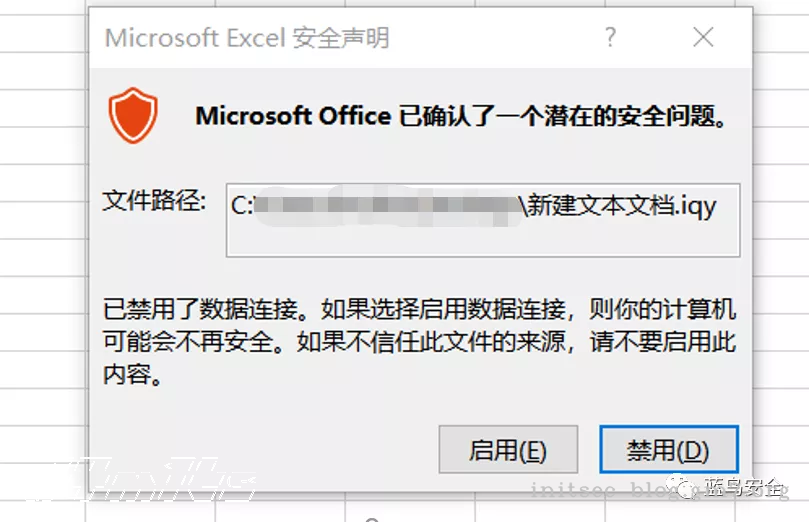 Microsoft Excel 安全声明
?
Microsoft Office 已确认了一个潜在的安全问题。
文件路径:
C:\
\新建文本文档.iqy
已禁用了数据连接。如果选择启用数据连接，则你的计算机
可能会不再安全。如果不信任此文件的来源，请不要启用此
内容。
启用(E)
禁用(D)
蓝鸟安全